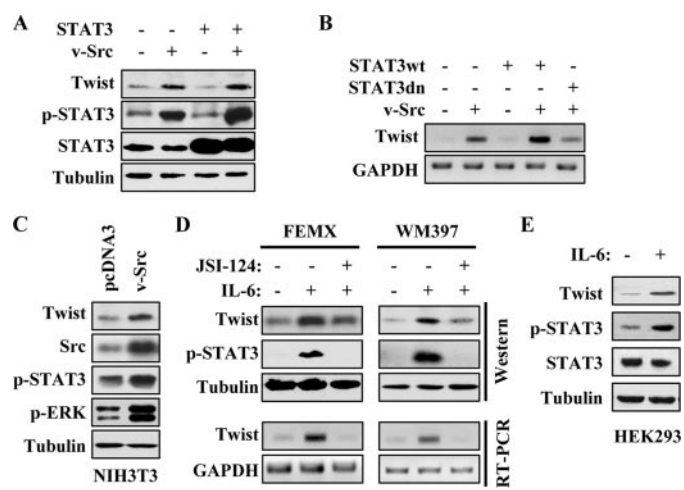 A
STAT3 - - + +
v-Src - + - +
Twist
p-STAT3
STAT3
Tubulin
B
STAT3wt - - + + -
STAT3dn - - - - +
v-Src - + - + +
Twist
GAPDH
C
pcDNA3
v-Src
Twist
Src
p-STAT3
p-ERK
Tubulin
NIH3T3
D
FEMX WM397
JSI-124: - - + - - +
IL-6: - + + - + +
Twist
p-STAT3
Tubulin
Western
Twist
GAPDH
RT-PCR
E
IL-6: - +
Twist
p-STAT3
STAT3
Tubulin
HEK293